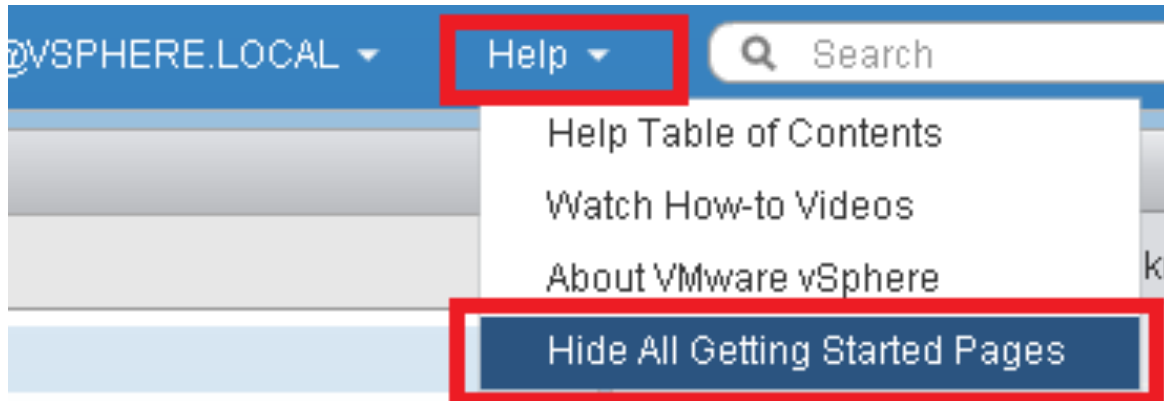 @VSPHERE.LOCAL Help Search
Help Table of Contents
Watch How-to Videos
About VMware vSphere
Hide All Getting Started Pages